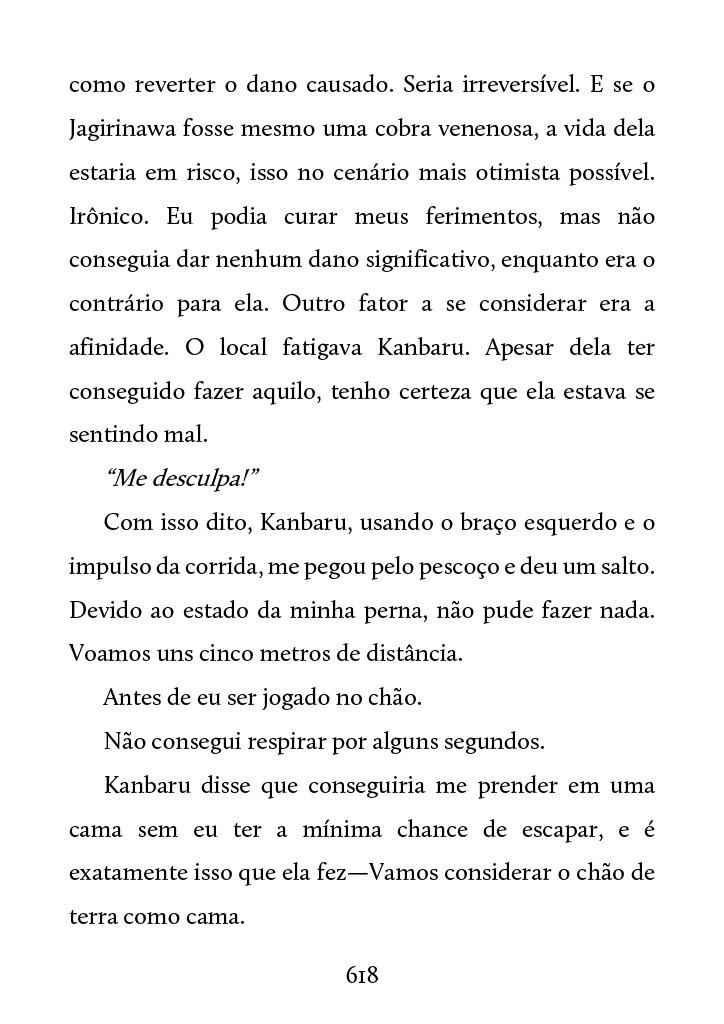 como reverter o dano causado. Seria irreversível. E se o
Jagirinawa fosse mesmo uma cobra venenosa, a vida dela
estaria em risco, isso no cenário mais otimista possível.
Irônico. Eu podia curar meus ferimentos, mas não
conseguia dar nenhum dano significativo, enquanto era o
contrário para ela. Outro fator a se considerar era a
afinidade. O local fatigava Kanbaru. Apesar dela ter
conseguido fazer aquilo, tenho certeza que ela estava se
sentindo mal.
“Me desculpa!”
Com isso dito, Kanbaru, usando o braço esquerdo e o
impulso da corrida, me pegou pelo pescoço e deu um salto.
Devido ao estado da minha perna, não pude fazer nada.
Voamos uns cinco metros de distância.
Antes de eu ser jogado no chão.
Não consegui respirar por alguns segundos.
Kanbaru disse que conseguiria me prender em uma
cama sem eu ter a mínima chance de escapar, e é
exatamente isso que ela fez—Vamos considerar o chão de
terra como cama.
618